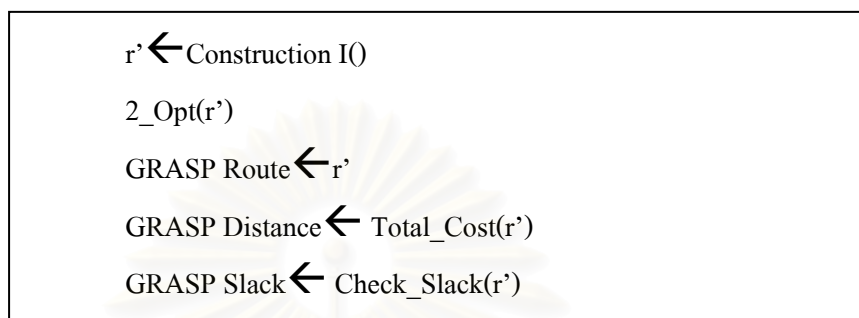 r’←Construction I()
2_Opt(r’)
GRASP Route←r’
GRASP Distance← Total_Cost(r’)
GRASP Slack← Check_Slack(r’)